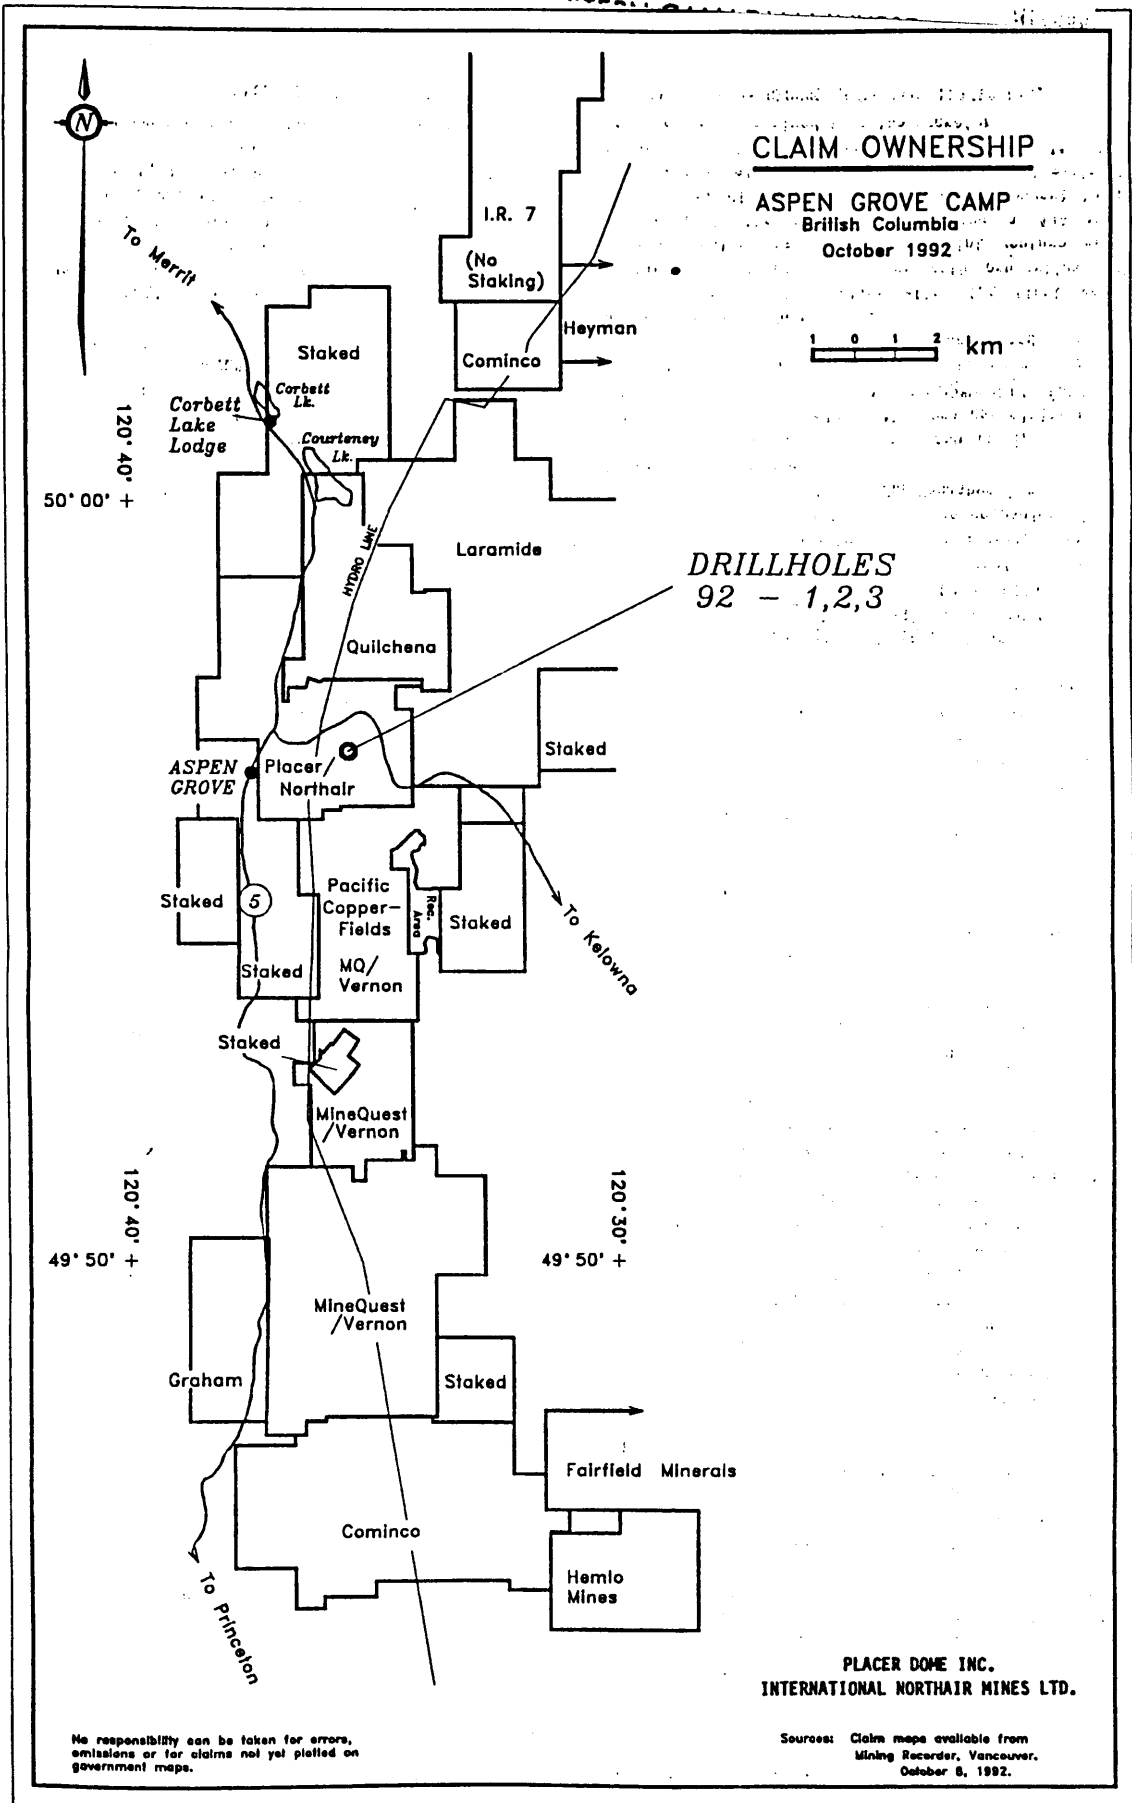 N
CLAIM OWNERSHIP
ASPEN GROVE CAMP
British Columbia
October 1992
1 0 1 2 km
To Merrit
I.R. 7
(No
Staking)
Heyman
Cominco
Staked
Corbett
Lk.
Corbett
Lake
Lodge
Courteney
Lk.
120° 40'
50° 00' +
HYDRO LINE
Laramide
DRILLHOLES
92 - 1,2,3
Quilchena
Staked
ASPEN
GROVE
Placer/
Northair
Staked
5
Pacific
Copper-
Fields
Rec.
Area
Staked
To Kelowna
Staked
MQ/
Vernon
Staked
MineQuest
/Vernon
120° 40'
49° 50' +
120° 30'
49° 50' +
MineQuest
/Vernon
Graham
Staked
Fairfield Minerals
Cominco
Hemlo
Mines
To Princeton
PLACER DOME INC.
INTERNATIONAL NORTHAIR MINES LTD.
No responsibility can be taken for errors,
omissions or for claims not yet plotted on
government maps.
Sources: Claim maps available from
Mining Recorder, Vancouver.
October 8, 1992.